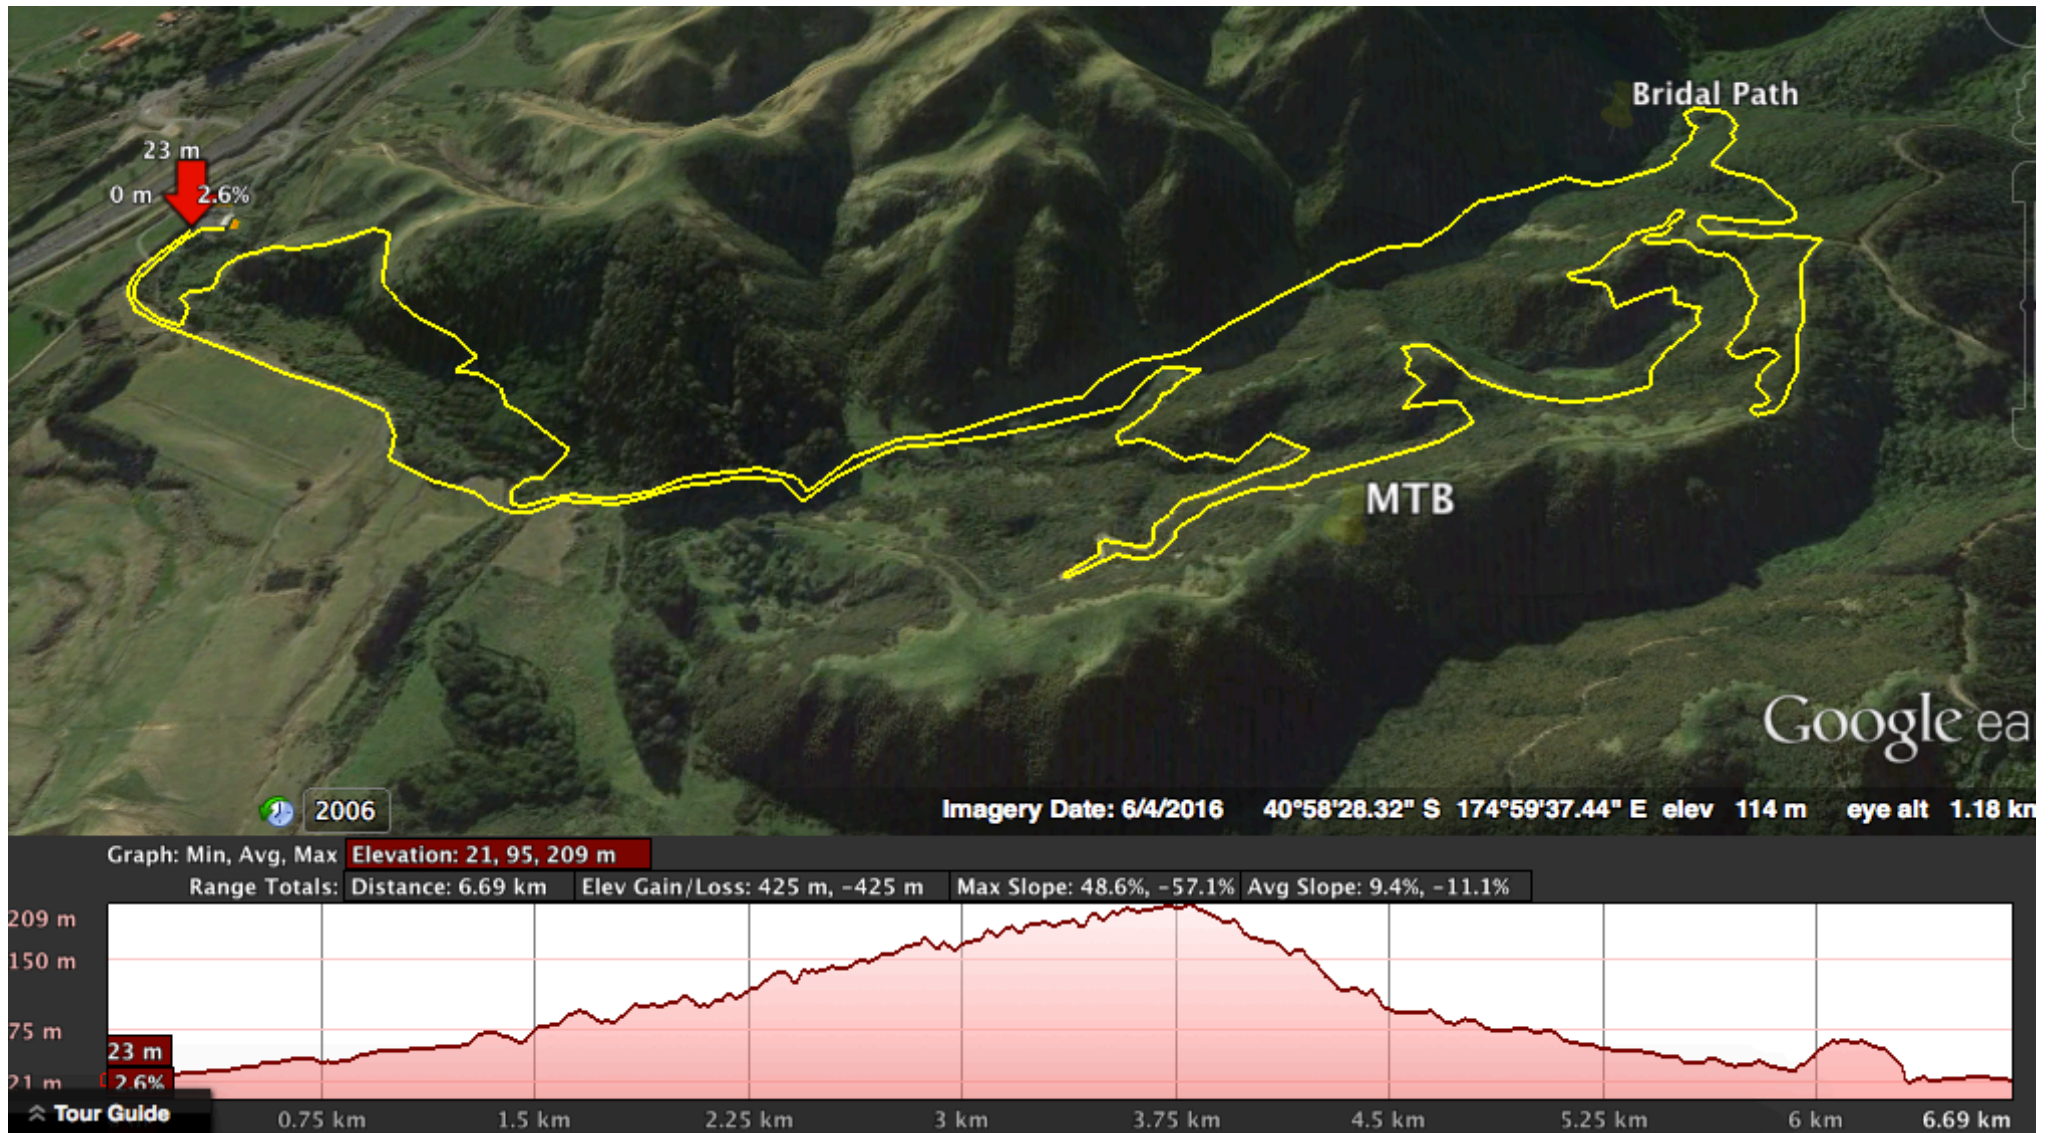 Bridal Path
23 m
0 m 2.6%
MTB
Google ea
2006
Imagery Date: 6/4/2016 40°58'28.32" S 174°59'37.44" E elev 114 m eye alt 1.18 km
Graph: Min, Avg, Max Elevation: 21, 95, 209 m
Range Totals: Distance: 6.69 km Elev Gain/Loss: 425 m, -425 m Max Slope: 48.6%, -57.1% Avg Slope: 9.4%, -11.1%
209 m
150 m
75 m
23 m
21 m 2.6%
Tour Guide
0.75 km 1.5 km 2.25 km 3 km 3.75 km 4.5 km 5.25 km 6 km 6.69 km